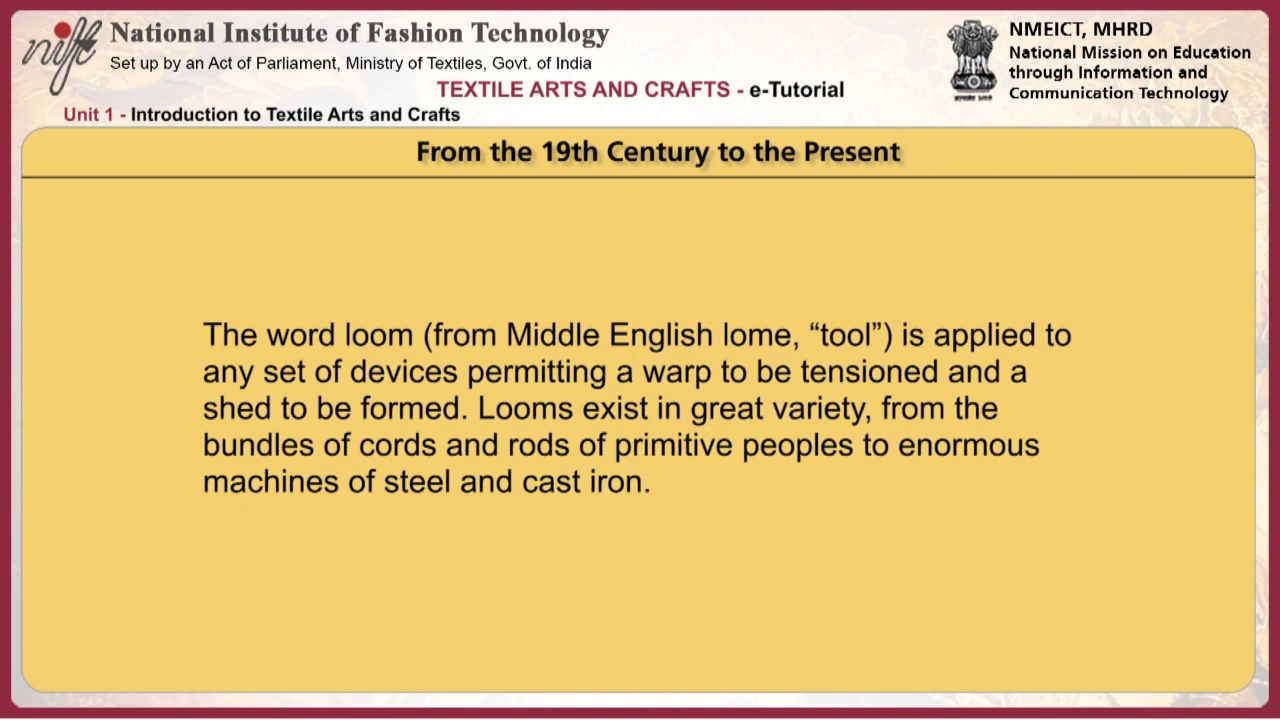 nift
National Institute of Fashion Technology
Set up by an Act of Parliament, Ministry of Textiles, Govt. of India
NMEICT, MHRD
National Mission on Education
through Information and
Communication Technology
TEXTILE ARTS AND CRAFTS - e-Tutorial
Unit 1 - Introduction to Textile Arts and Crafts
From the 19th Century to the Present
The word loom (from Middle English lome, “tool”) is applied to
any set of devices permitting a warp to be tensioned and a
shed to be formed. Looms exist in great variety, from the
bundles of cords and rods of primitive peoples to enormous
machines of steel and cast iron.